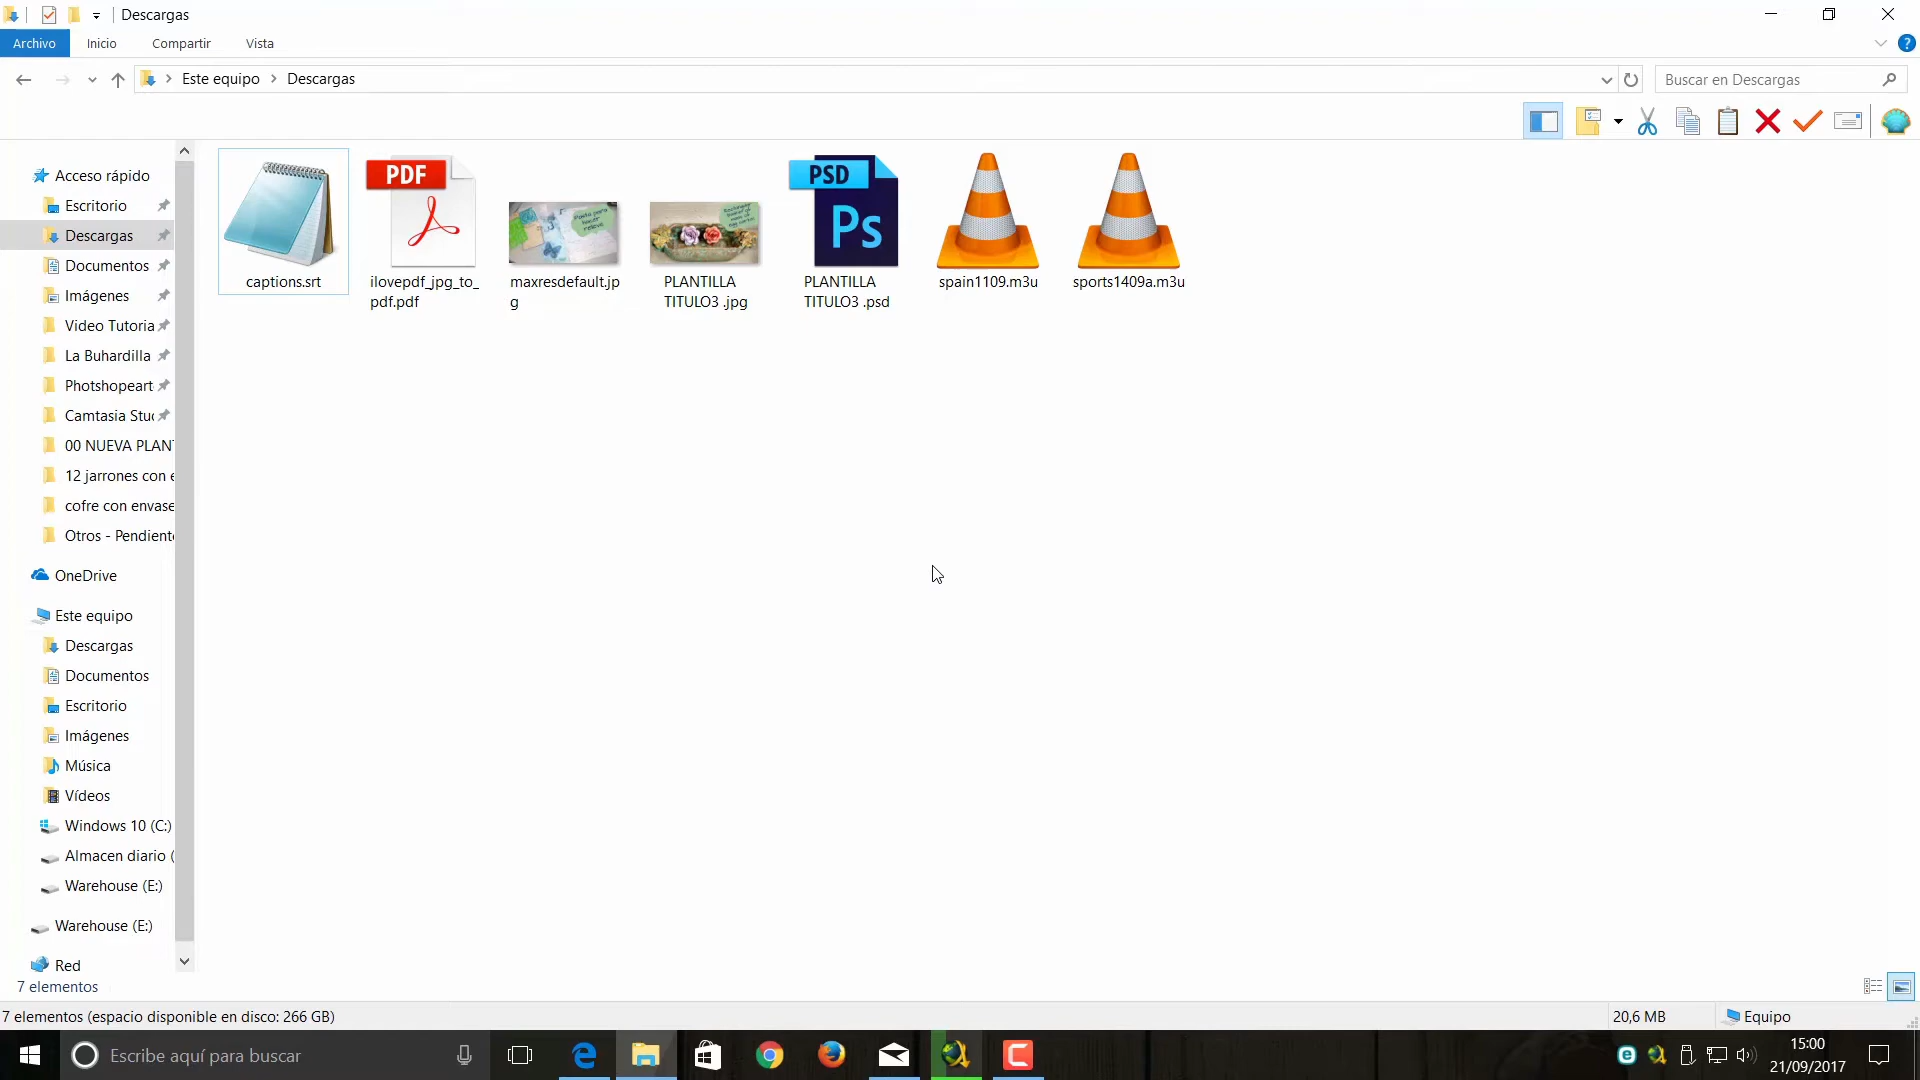 Descargas
Archivo Inicio Compartir Vista
Este equipo Descargas
Buscar en Descargas
Acceso rápido
Escritorio
Descargas
Documentos
Imágenes
Video Tutoria
La Buhardilla
Photshopeart
Camtasia Stu
00 NUEVA PLANT
12 jarrones con e
cofre con envase
Otros - Pendiente
OneDrive
Este equipo
Descargas
Documentos
Escritorio
Imágenes
Música
Vídeos
Windows 10 (C:)
Almacen diario (
Warehouse (E:)
Warehouse (E:)
Red
PDF
PSD
Ps
captions.srt
ilovepdf_jpg_to_
pdf.pdf
maxresdefault.jp
g
PLANTILLA
TITULO3 .jpg
PLANTILLA
TITULO3 .psd
spain1109.m3u
sports1409a.m3u
7 elementos
7 elementos (espacio disponible en disco: 266 GB)
20,6 MB
Equipo
Escribe aquí para buscar
15:00
21/09/2017